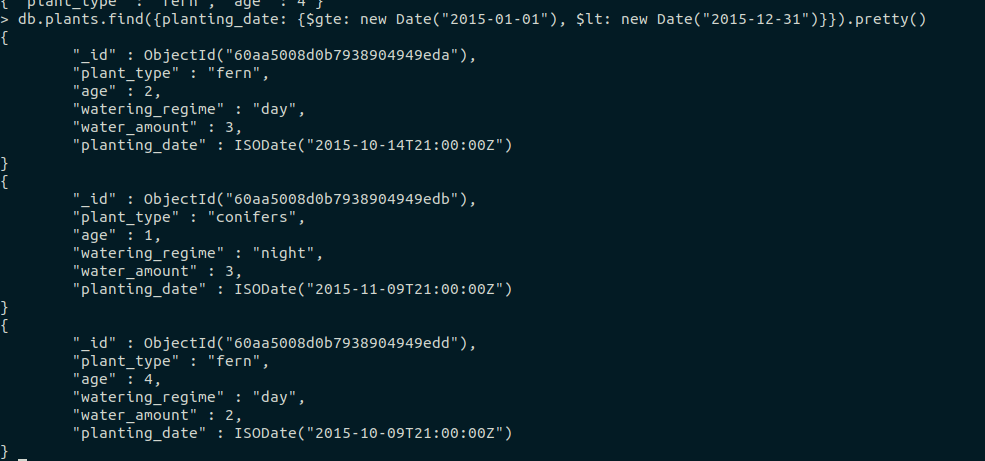 { "plant_type" : "fern", "age" : 4 }
> db.plants.find({planting_date: {$gte: new Date("2015-01-01"), $lt: new Date("2015-12-31")}}).pretty()
{
        "_id" : ObjectId("60aa5008d0b7938904949eda"),
        "plant_type" : "fern",
        "age" : 2,
        "watering_regime" : "day",
        "water_amount" : 3,
        "planting_date" : ISODate("2015-10-14T21:00:00Z")
}
{
        "_id" : ObjectId("60aa5008d0b7938904949edb"),
        "plant_type" : "conifers",
        "age" : 1,
        "watering_regime" : "night",
        "water_amount" : 3,
        "planting_date" : ISODate("2015-11-09T21:00:00Z")
}
{
        "_id" : ObjectId("60aa5008d0b7938904949edd"),
        "plant_type" : "fern",
        "age" : 4,
        "watering_regime" : "day",
        "water_amount" : 2,
        "planting_date" : ISODate("2015-10-09T21:00:00Z")
}